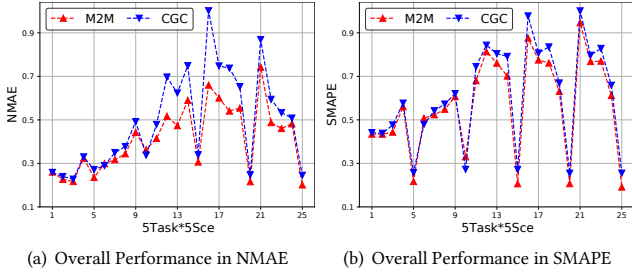 M2M CGC
NMAE
0.9
0.7
0.5
0.3
0.1
1 5 9 13 17 21 25
5Task*5Sce
(a) Overall Performance in NMAE
M2M CGC
SMAPE
0.9
0.7
0.5
0.3
0.1
1 5 9 13 17 21 25
5Task*5Sce
(b) Overall Performance in SMAPE